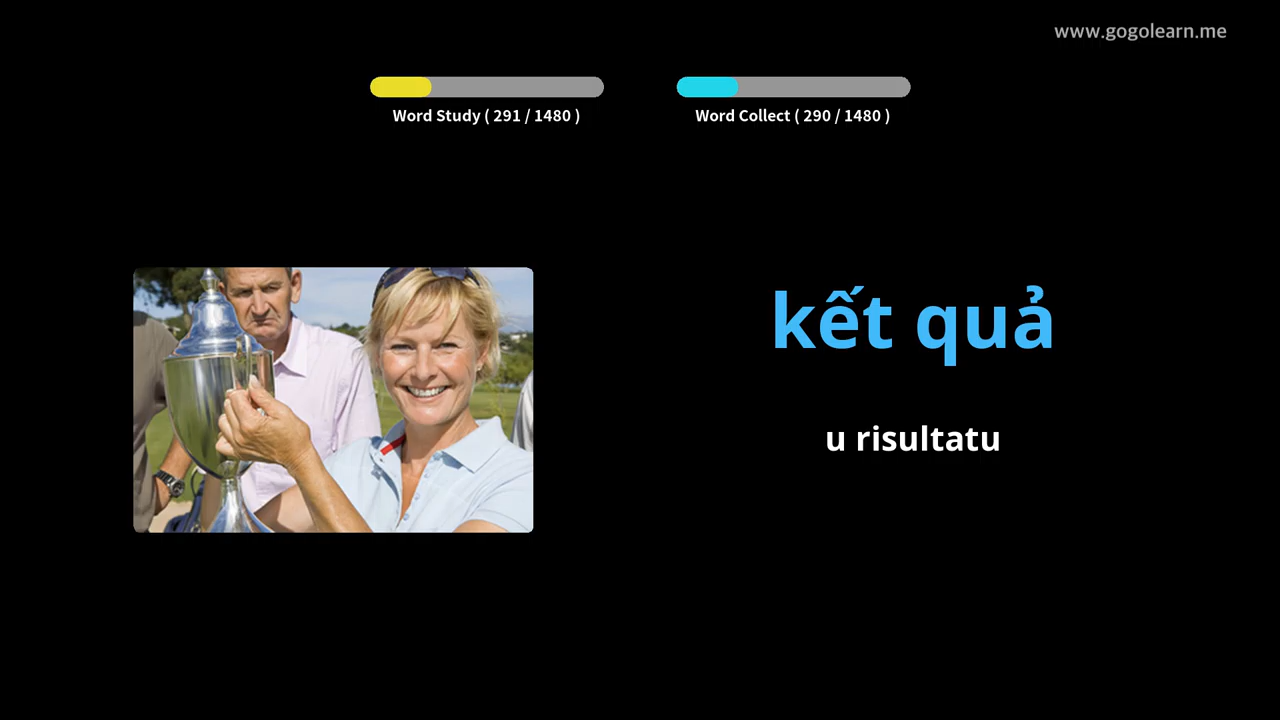 www.gogolearn.me
Word Study ( 291 / 1480 )
Word Collect ( 290 / 1480 )
kết quả
u risultatu